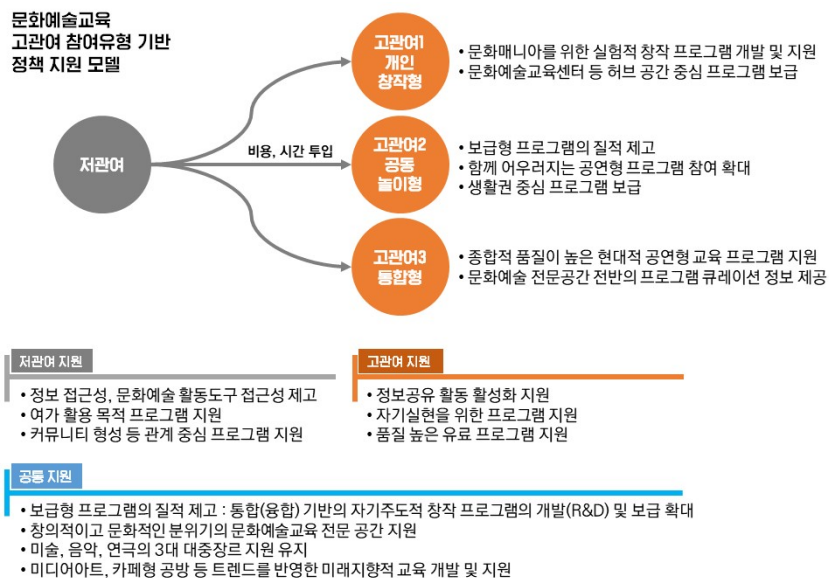 문화예술교육
고관여 참여유형 기반
정책 지원 모델
저관여
비용, 시간 투입
고관여1
개인
창작형
• 문화매니아를 위한 실험적 창작 프로그램 개발 및 지원
• 문화예술교육센터 등 허브 공간 중심 프로그램 보급
고관여2
공동
놀이형
• 보급형 프로그램의 질적 제고
• 함께 어우러지는 공연형 프로그램 참여 확대
• 생활권 중심 프로그램 보급
고관여3
통합형
• 종합적 품질이 높은 현대적 공연형 교육 프로그램 지원
• 문화예술 전문공간 전반의 프로그램 큐레이션 정보 제공
저관여 지원
• 정보 접근성, 문화예술 활동도구 접근성 제고
• 여가 활용 목적 프로그램 지원
• 커뮤니티 형성 등 관계 중심 프로그램 지원
고관여 지원
• 정보공유 활동 활성화 지원
• 자기실현을 위한 프로그램 지원
• 품질 높은 유료 프로그램 지원
공통 지원
• 보급형 프로그램의 질적 제고 : 통합(융합) 기반의 자기주도적 창작 프로그램의 개발(R&D) 및 보급 확대
• 창의적이고 문화적인 분위기의 문화예술교육 전문 공간 지원
• 미술, 음악, 연극의 3대 대중장르 지원 유지
• 미디어아트, 카페형 공방 등 트렌드를 반영한 미래지향적 교육 개발 및 지원